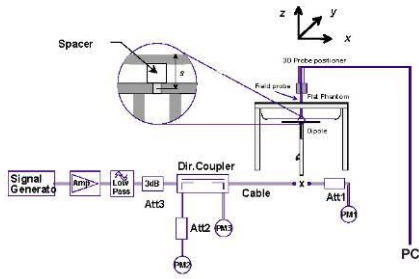 z
y
x
Spacer
s
3D Probe positioner
Field probe
Flat Phantom
Dipole
Dir.Coupler
Signal
Generato
Amp
Low
Pass
3dB
Cable
x
Att1
Att3
Att2
PM3
PM1
PM2
PC